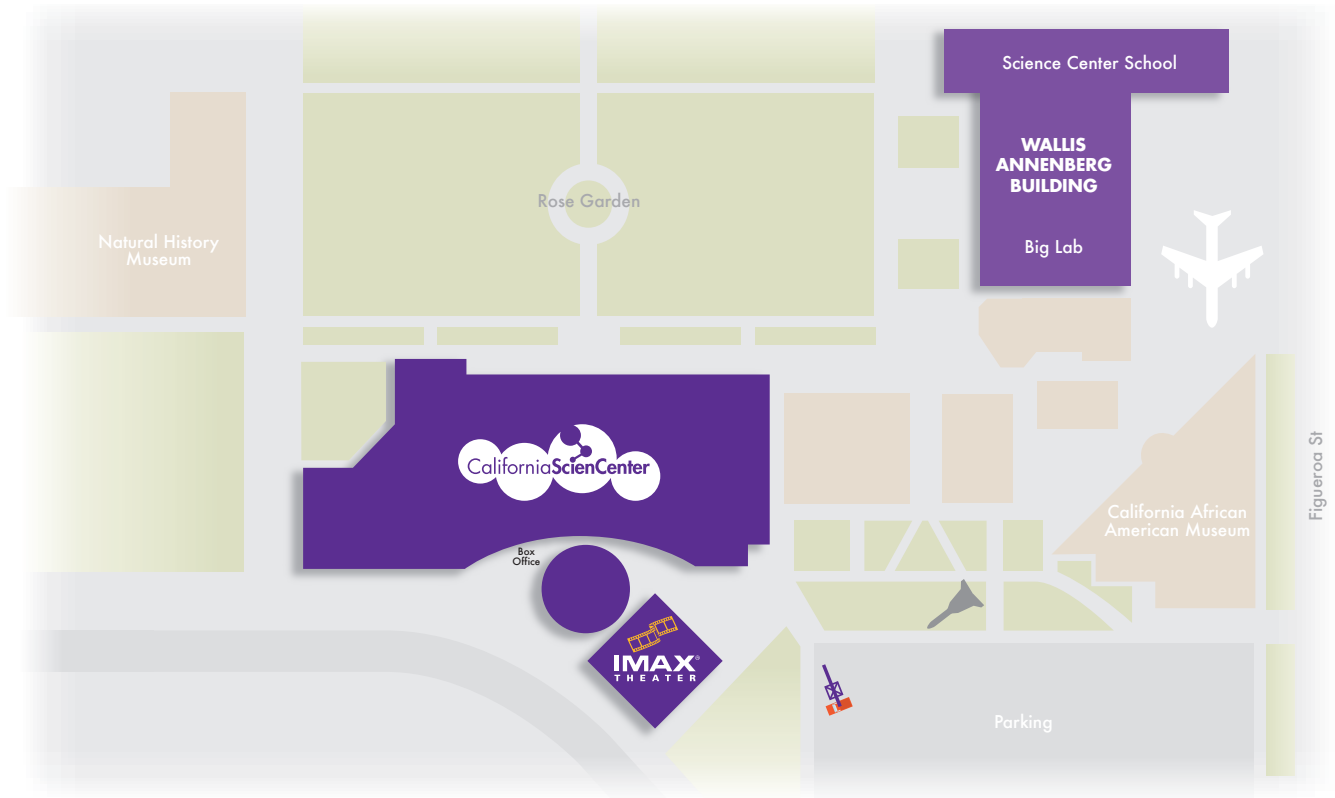 Science Center School
WALLIS
ANNENBERG
BUILDING
Big Lab
Rose Garden
Natural History
Museum
CaliforniaScienCenter
Figueroa St
California African
American Museum
Box
Office
IMAX®
THEATER
Parking